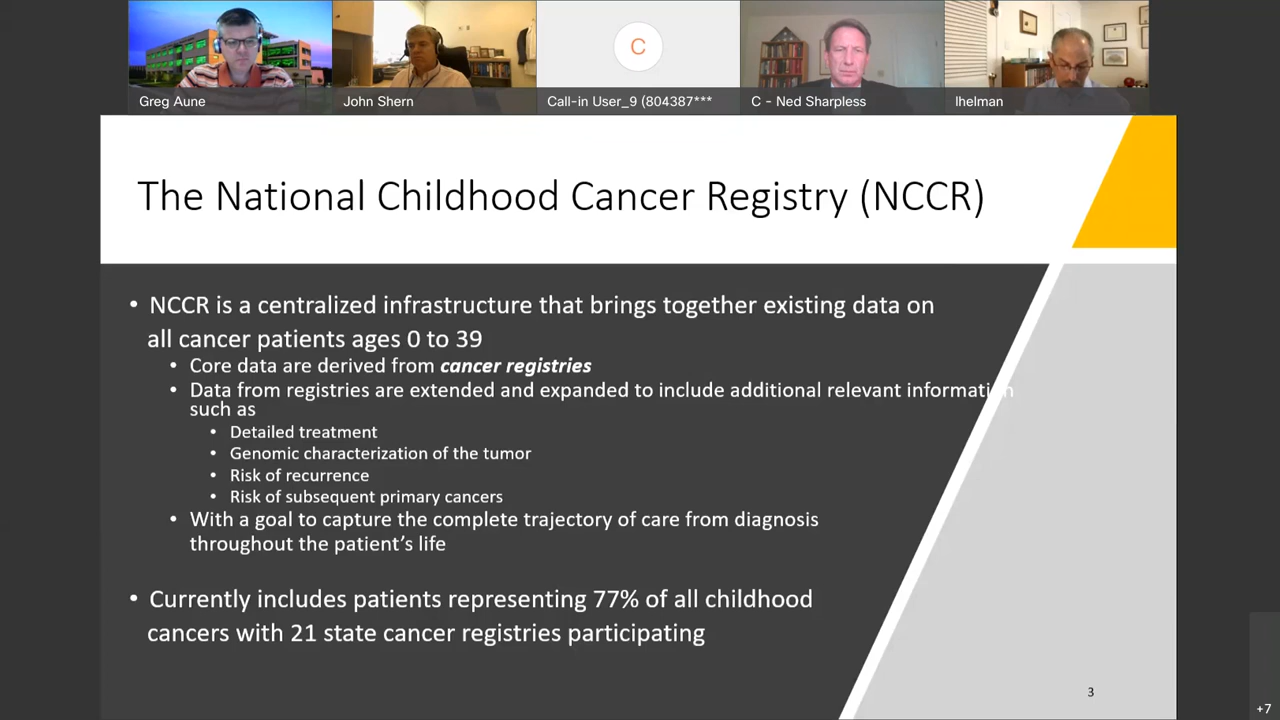 Greg Aune
John Shern
C
Call-in User_9 (804387***
C - Ned Sharpless
lhelman
The National Childhood Cancer Registry (NCCR)
• NCCR is a centralized infrastructure that brings together existing data on
all cancer patients ages 0 to 39
• Core data are derived from cancer registries
• Data from registries are extended and expanded to include additional relevant information
such as
• Detailed treatment
• Genomic characterization of the tumor
• Risk of recurrence
• Risk of subsequent primary cancers
• With a goal to capture the complete trajectory of care from diagnosis
throughout the patient's life
• Currently includes patients representing 77% of all childhood
cancers with 21 state cancer registries participating
3
+7